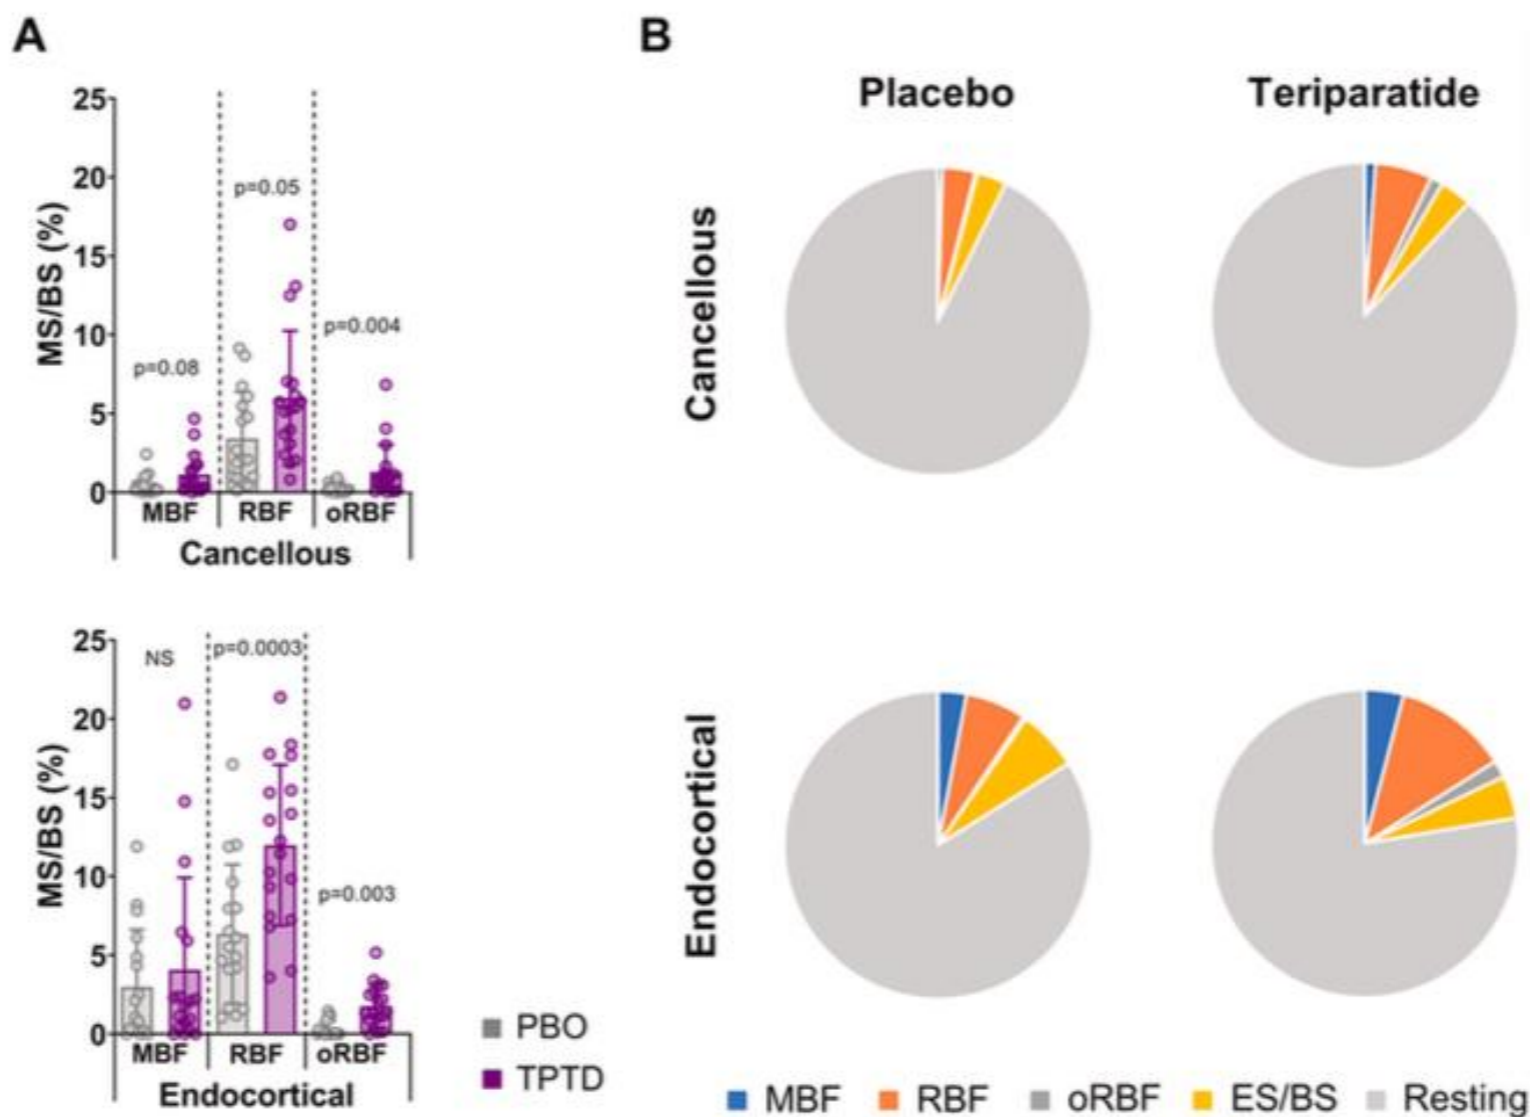 A
25
20
15
10
5
0
MS/BS (%)
p=0.08
p=0.05
p=0.004
MBF
RBF
oRBF
Cancellous
25
20
15
10
5
0
MS/BS (%)
NS
p=0.0003
p=0.003
MBF
RBF
oRBF
Endocortical
PBO
TPTD
B
Placebo
Teriparatide
Cancellous
Endocortical
MBF
RBF
oRBF
ES/BS
Resting